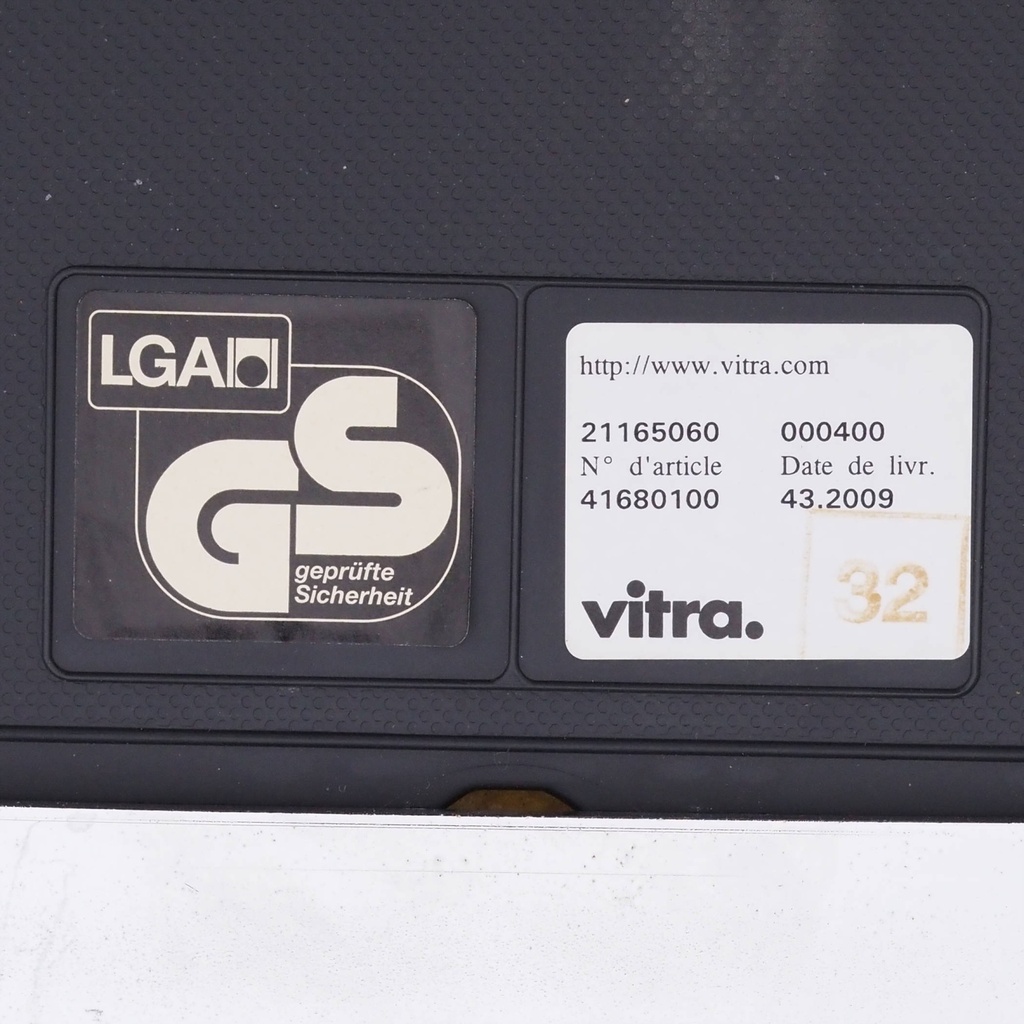 LGA
GS
geprüfte
Sicherheit
http://www.vitra.com
21165060 000400
N° d'article Date de livr.
41680100 43.2009
32
vitra.